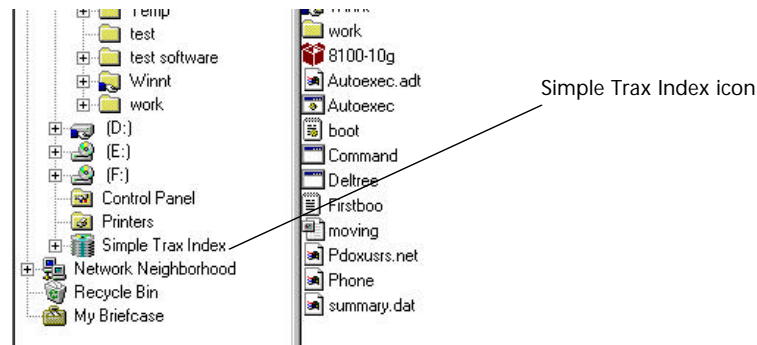 Temp
test
test software
Winnt
work
(D:)
(E:)
(F:)
Control Panel
Printers
Simple Trax Index
Network Neighborhood
Recycle Bin
My Briefcase
work
8100-10g
Autoexec.adt
Autoexec
boot
Command
Deltree
Firstboo
moving
Pdoxusrs.net
Phone
summary.dat
Simple Trax Index icon